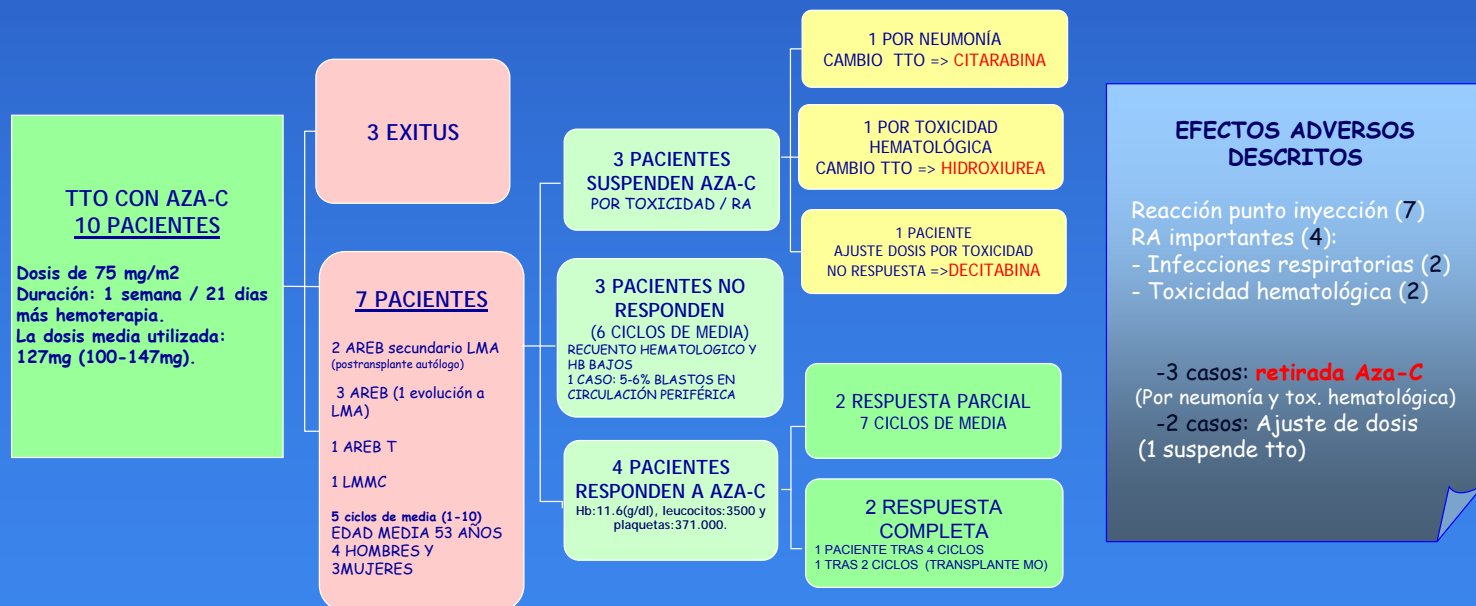 TTO CON AZA-C
10 PACIENTES
Dosis de 75 mg/m2
Duración: 1 semana / 21 dias
más hemoterapia.
La dosis media utilizada:
127mg (100-147mg).
3 EXITUS
7 PACIENTES
2 AREB secundario LMA
(postransplante autólogo)
3 AREB (1 evolución a
LMA)
1 AREB T
1 LMMC
5 ciclos de media (1-10)
EDAD MEDIA 53 AÑOS
4 HOMBRES Y
3MUJERES
3 PACIENTES
SUSPENDEN AZA-C
POR TOXICIDAD / RA
3 PACIENTES NO
RESPONDEN
(6 CICLOS DE MEDIA)
RECUENTO HEMATOLOGICO Y
HB BAJOS
1 CASO: 5-6% BLASTOS EN
CIRCULACIÓN PERIFÉRICA
4 PACIENTES
RESPONDEN A AZA-C
Hb:11.6(g/dl), leucocitos:3500 y
plaquetas:371.000.
1 POR NEUMONÍA
CAMBIO TTO => CITARABINA
1 POR TOXICIDAD
HEMATOLÓGICA
CAMBIO TTO => HIDROXIUREA
1 PACIENTE
AJUSTE DOSIS POR TOXICIDAD
NO RESPUESTA =>DECITABINA
2 RESPUESTA PARCIAL
7 CICLOS DE MEDIA
2 RESPUESTA
COMPLETA
1 PACIENTE TRAS 4 CICLOS
1 TRAS 2 CICLOS (TRANSPLANTE MO)
EFECTOS ADVERSOS
DESCRITOS
Reacción punto inyección (7)
RA importantes (4):
- Infecciones respiratorias (2)
- Toxicidad hematológica (2)
-3 casos: retirada Aza-C
(Por neumonía y tox. hematológica)
-2 casos: Ajuste de dosis
(1 suspende tto)